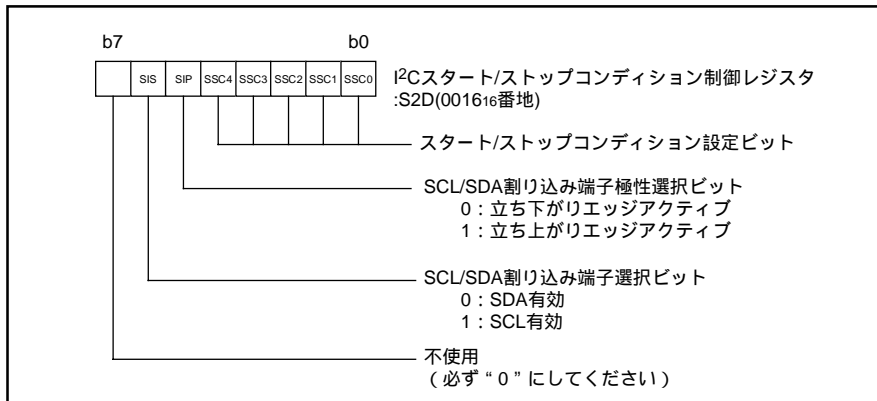 b7 b0
SIS SIP SSC4 SSC3 SSC2 SSC1 SSC0
I2Cスタート/ストップコンディション制御レジスタ
:S2D(001616番地)
スタート/ストップコンディション設定ビット
SCL/SDA割り込み端子極性選択ビット
0：立ち下がりエッジアクティブ
1：立ち上がりエッジアクティブ
SCL/SDA割り込み端子選択ビット
0：SDA有効
1：SCL有効
不使用
（必ず“0”にしてください）